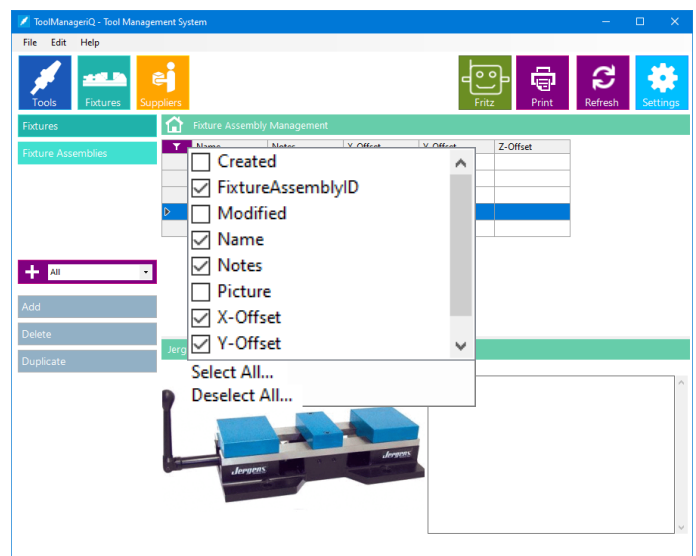 ToolManageriQ - Tool Management System
File Edit Help
Tools Fixtures Suppliers Fritz Print Refresh Settings
Fixtures
Fixture Assembly Management
Fixture Assemblies
Name Notes X-Offset Y-Offset Z-Offset
Created
FixtureAssemblyID
Modified
Name
Notes
Picture
X-Offset
Y-Offset
Select All...
Deselect All...
All
Add
Delete
Duplicate
Jerg
Jergens
Jergens